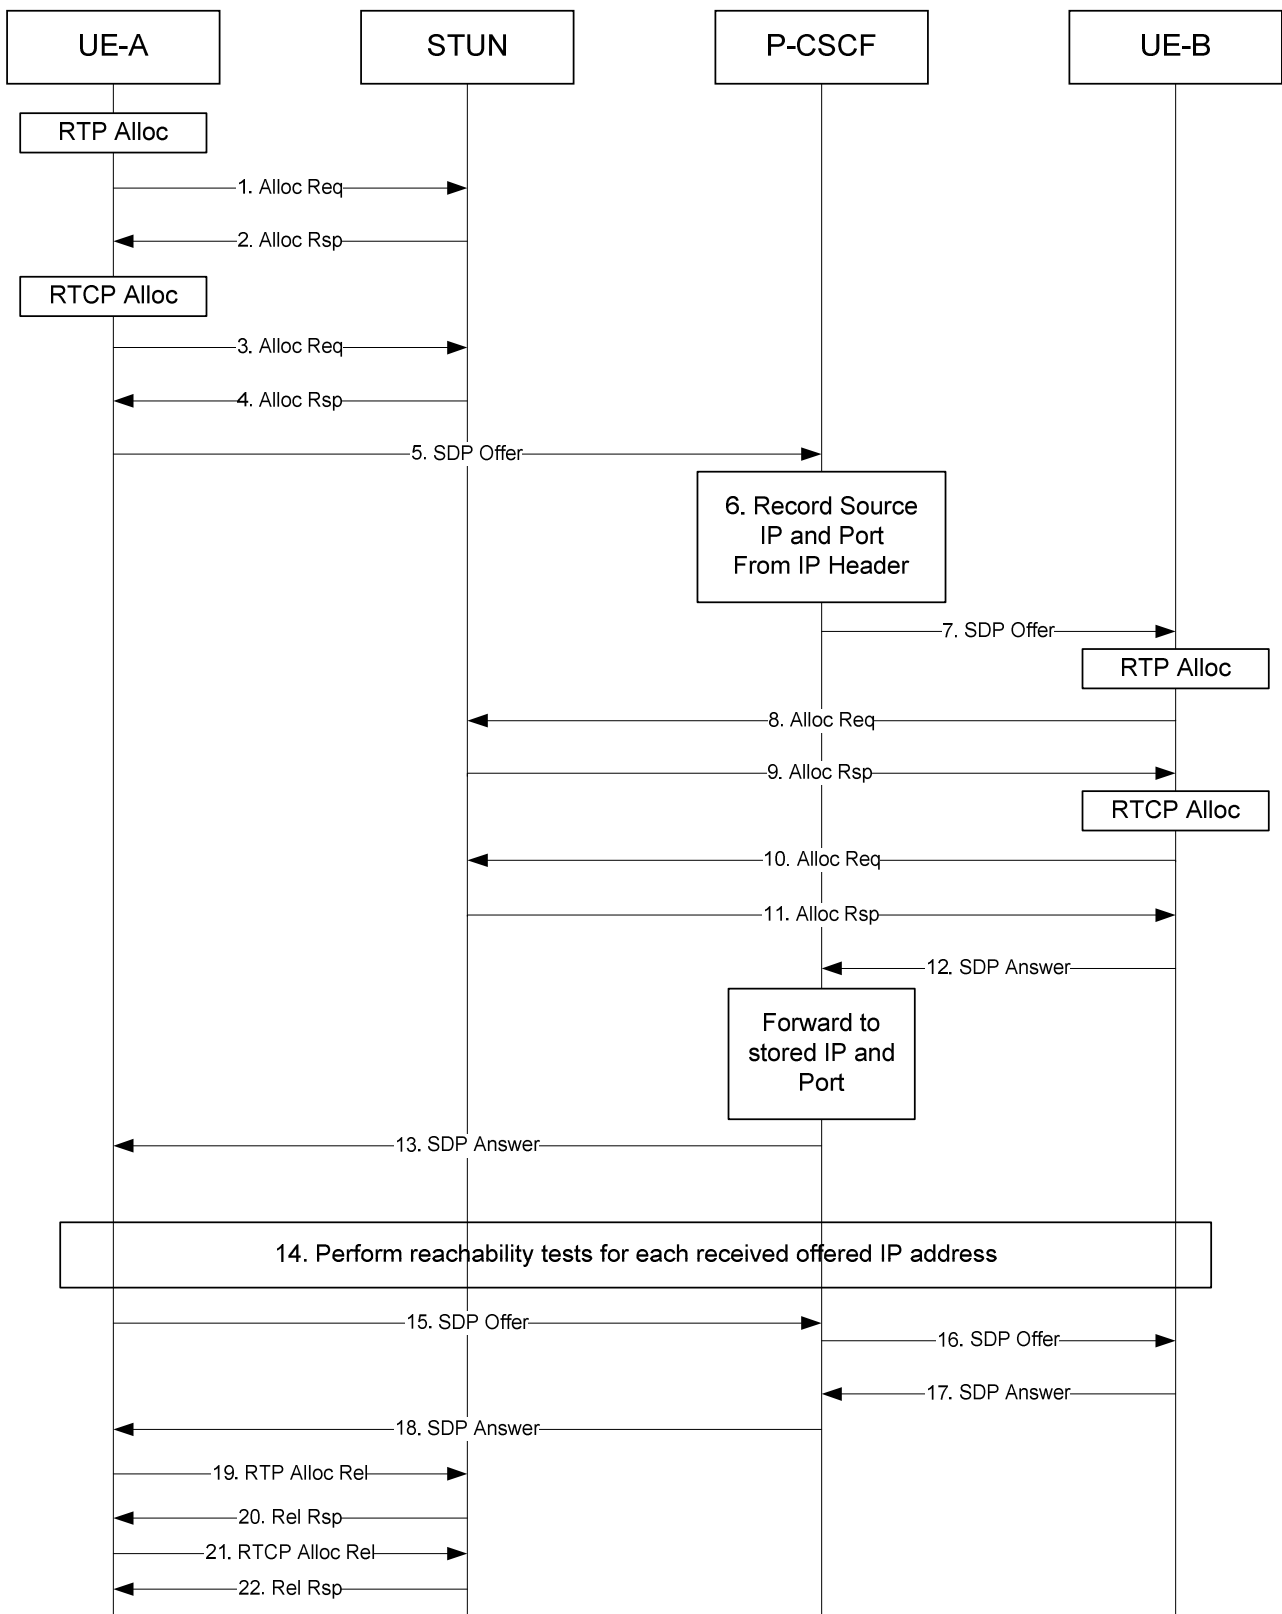 UE-A
STUN
P-CSCF
UE-B
RTP Alloc
1. Alloc Req
2. Alloc Rsp
RTCP Alloc
3. Alloc Req
4. Alloc Rsp
5. SDP Offer
6. Record Source
IP and Port
From IP Header
7. SDP Offer
RTP Alloc
8. Alloc Req
9. Alloc Rsp
RTCP Alloc
10. Alloc Req
11. Alloc Rsp
12. SDP Answer
Forward to
stored IP and
Port
13. SDP Answer
14. Perform reachability tests for each received offered IP address
15. SDP Offer
16. SDP Offer
17. SDP Answer
18. SDP Answer
19. RTP Alloc Rel
20. Rel Rsp
21. RTCP Alloc Rel
22. Rel Rsp